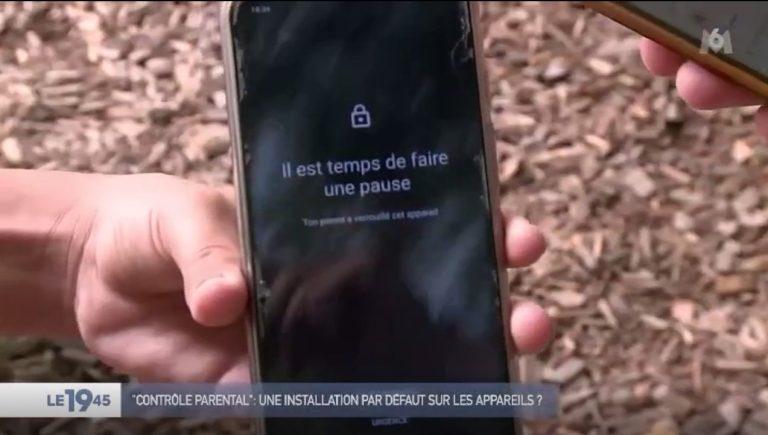 M6
Il est temps de faire
une pause
Ton parent a verrouillé cet appareil
LE 19 45
"CONTRÔLE PARENTAL": UNE INSTALLATION PAR DÉFAUT SUR LES APPAREILS ?
URGENCE